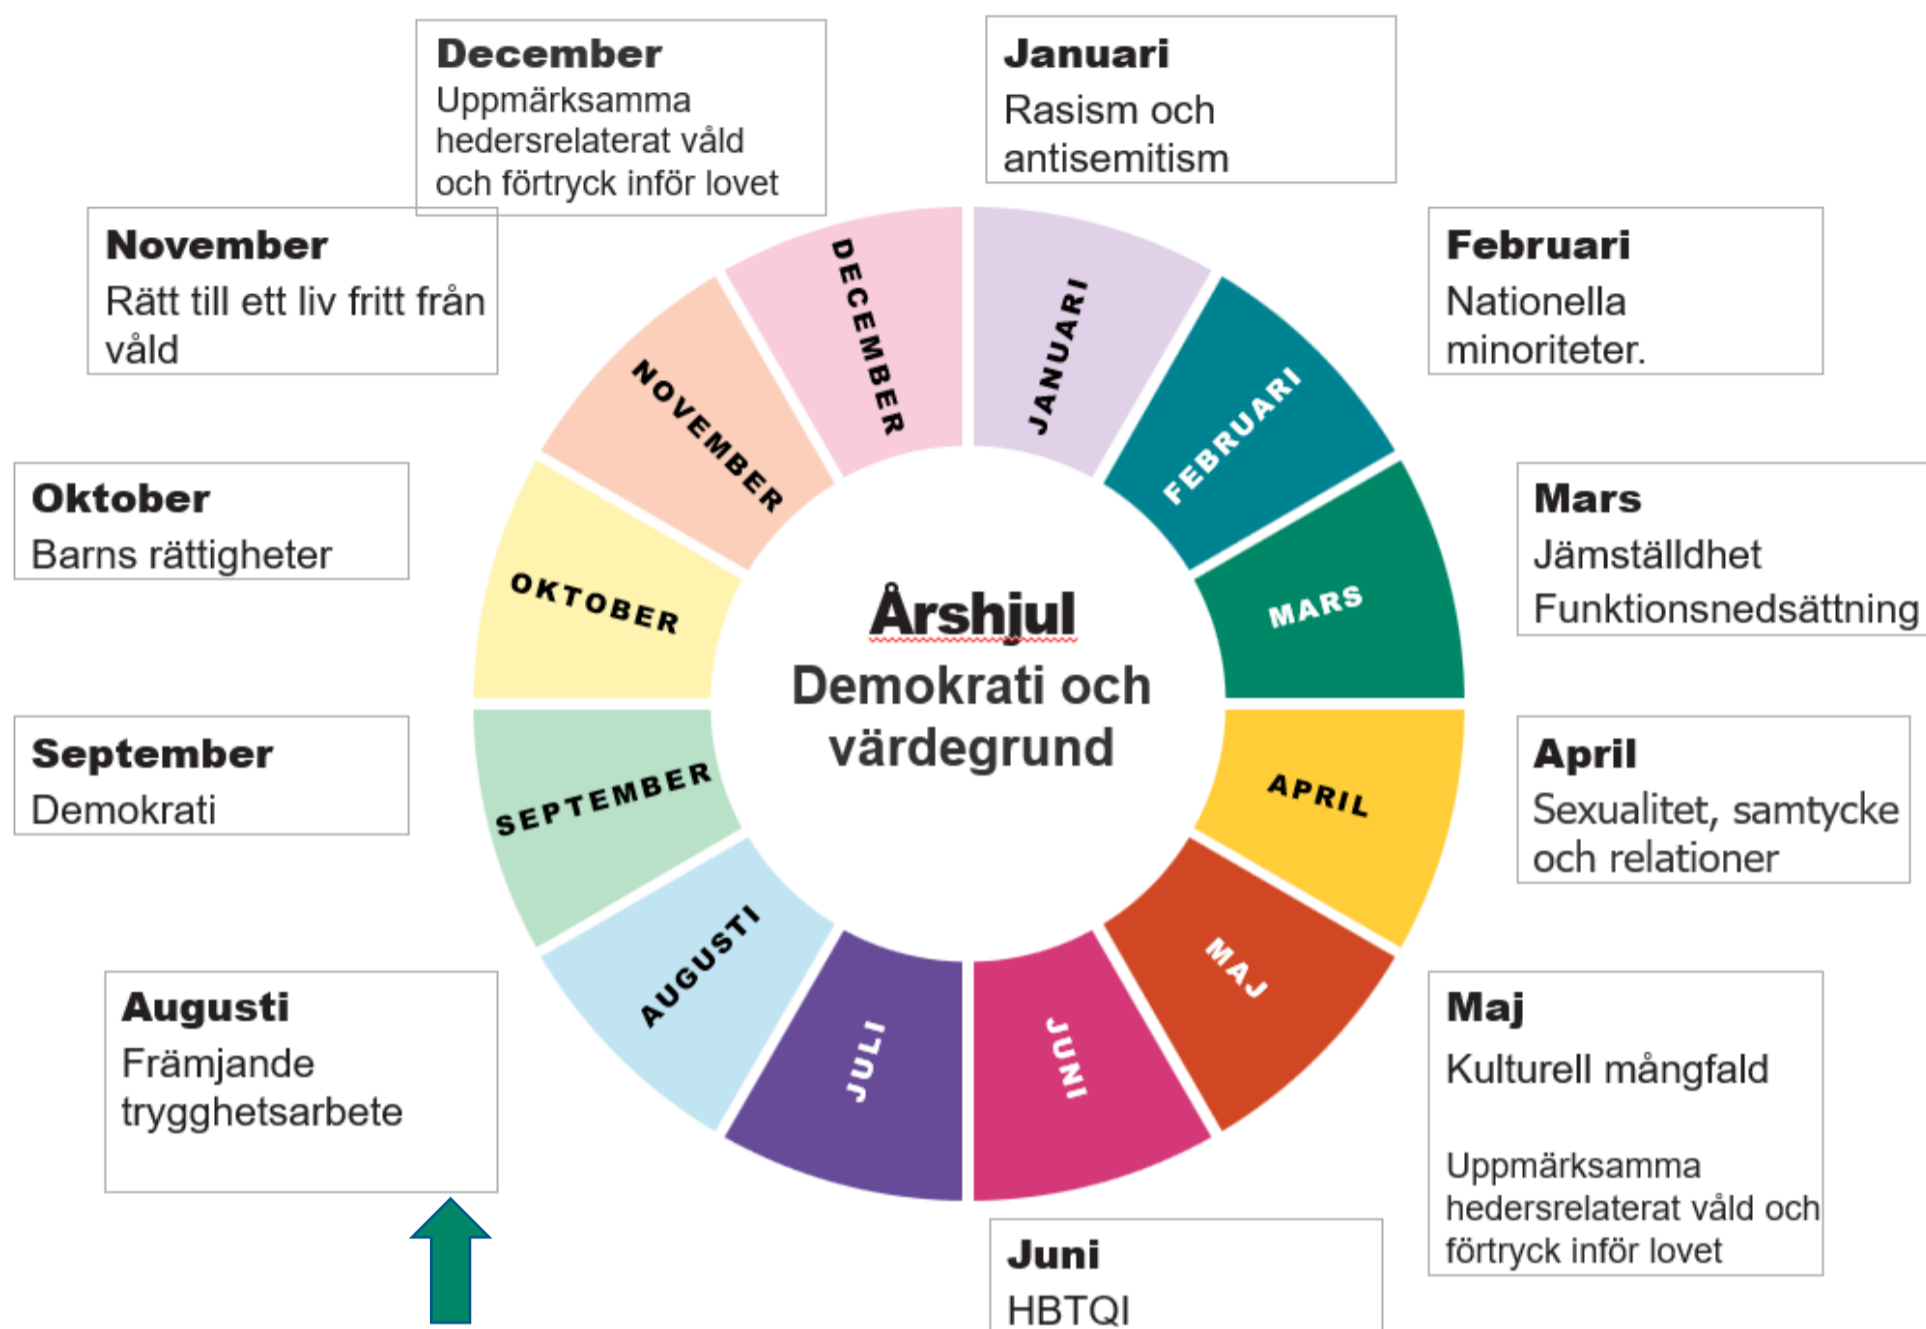 December
Uppmärksamma
hedersrelaterat våld
och förtryck inför lovet
Januari
Rasism och
antisemitism
November
Rätt till ett liv fritt från
våld
Februari
Nationella
minoriteter.
Oktober
Barns rättigheter
Mars
Jämställdhet
Funktionsnedsättning
September
Demokrati
April
Sexualitet, samtycke
och relationer
Augusti
Främjande
trygghetsarbete
Maj
Kulturell mångfald
Uppmärksamma
hedersrelaterat våld och
förtryck inför lovet
Juni
HBTQI
Årshjul
Demokrati och
värdegrund
JANUARI
FEBRUARI
MARS
APRIL
MAJ
JUNI
JULI
AUGUSTI
SEPTEMBER
OKTOBER
NOVEMBER
DECEMBER